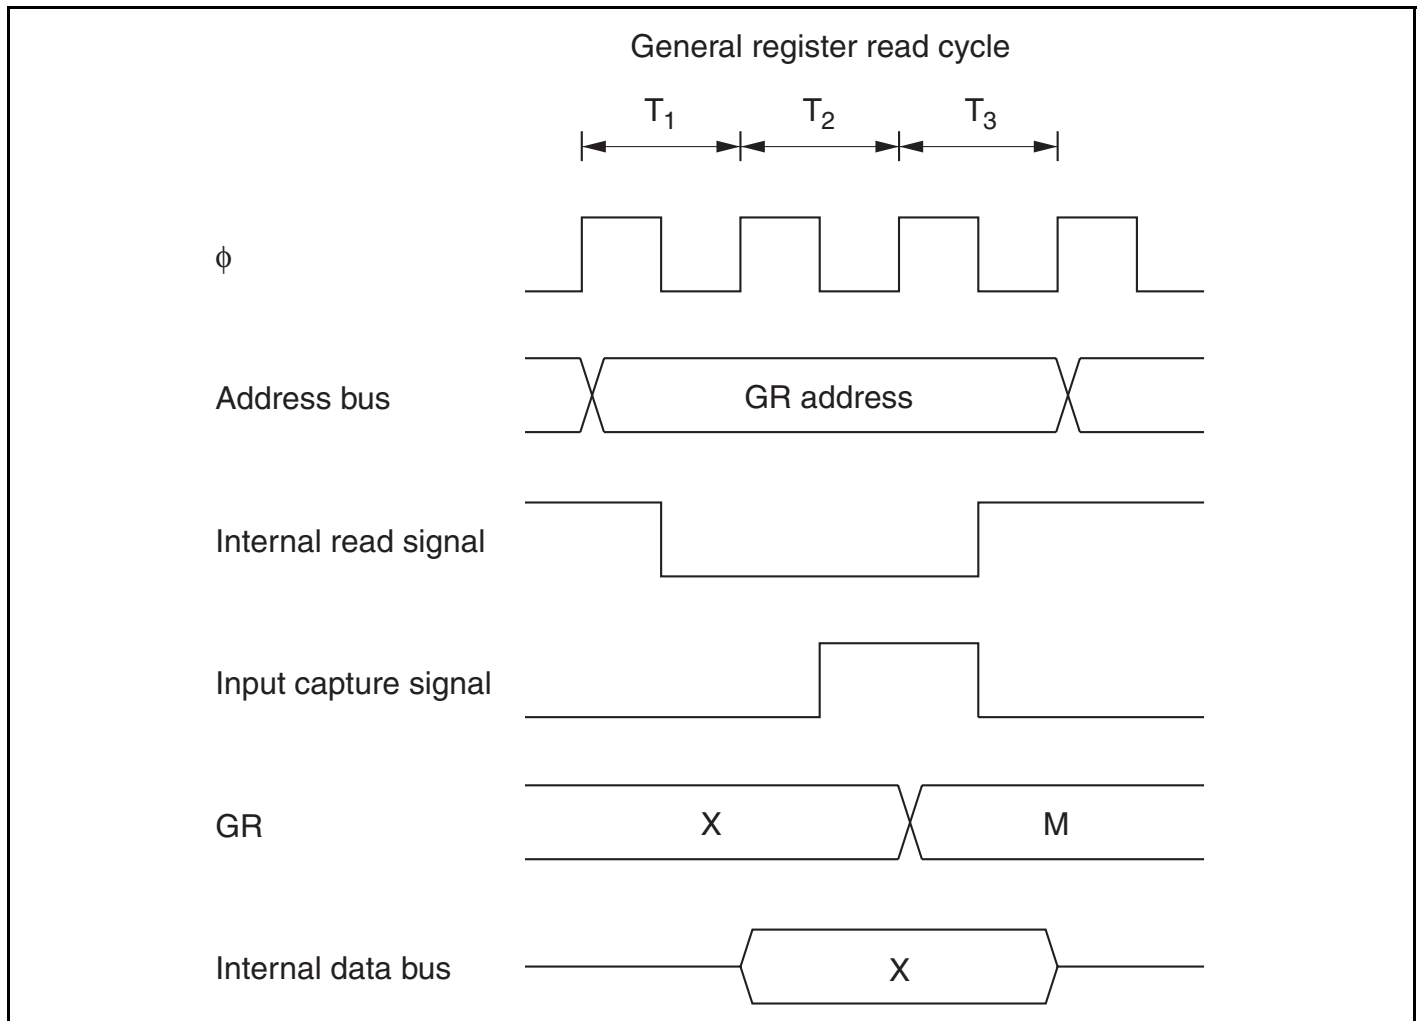 General register read cycle
T1 T2 T3
ϕ
Address bus
GR address
Internal read signal
Input capture signal
GR
X
M
Internal data bus
X